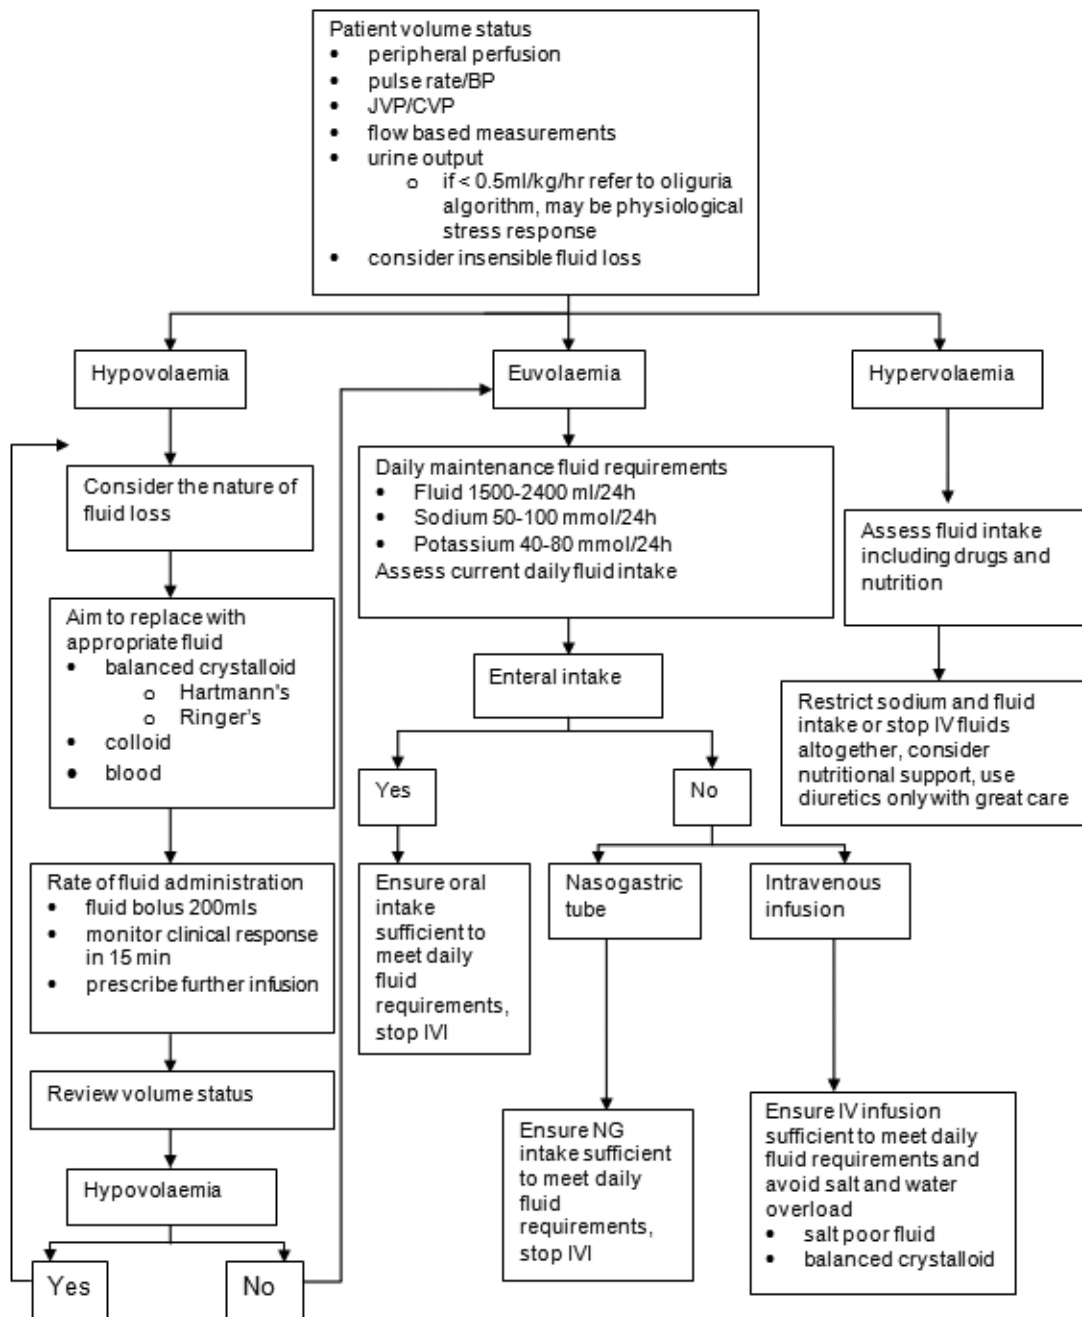 Patient volume status
• peripheral perfusion
• pulse rate/BP
• JVP/CVP
• flow based measurements
• urine output
o if < 0.5ml/kg/hr refer to oliguria
algorithm, may be physiological
stress response
• consider insensible fluid loss
Hypovolaemia
Euvolaemia
Hypervolaemia
Consider the nature of
fluid loss
Daily maintenance fluid requirements
• Fluid 1500-2400 ml/24h
• Sodium 50-100 mmol/24h
• Potassium 40-80 mmol/24h
Assess current daily fluid intake
Assess fluid intake
including drugs and
nutrition
Aim to replace with
appropriate fluid
• balanced crystalloid
o Hartmann's
o Ringer's
• colloid
• blood
Enteral intake
Restrict sodium and fluid
intake or stop IV fluids
altogether, consider
nutritional support, use
diuretics only with great care
Yes
No
Rate of fluid administration
• fluid bolus 200mls
• monitor clinical response
in 15 min
• prescribe further infusion
Ensure oral
intake
sufficient to
meet daily
fluid
requirements,
stop IVI
Nasogastric
tube
Intravenous
infusion
Review volume status
Ensure NG
intake sufficient
to meet daily
fluid
requirements,
stop IVI
Ensure IV infusion
sufficient to meet daily
fluid requirements and
avoid salt and water
overload
• salt poor fluid
• balanced crystalloid
Hypovolaemia
Yes
No